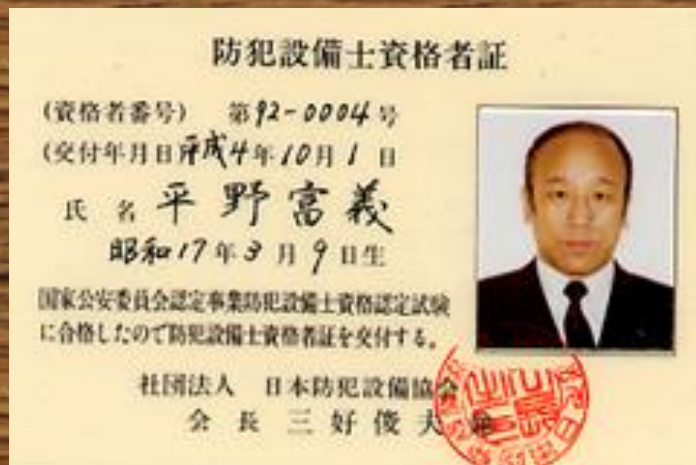 防犯設備士資格者証
(資格者番号) 第92-0004号
(交付年月日平成4年10月1日
氏名 平野富義
昭和17年3月9日生
国家公安委員会認定事業防犯設備士資格認定試験
に合格したので防犯設備士資格者証を交付する。
社団法人 日本防犯設備協会
会長 三好俊夫